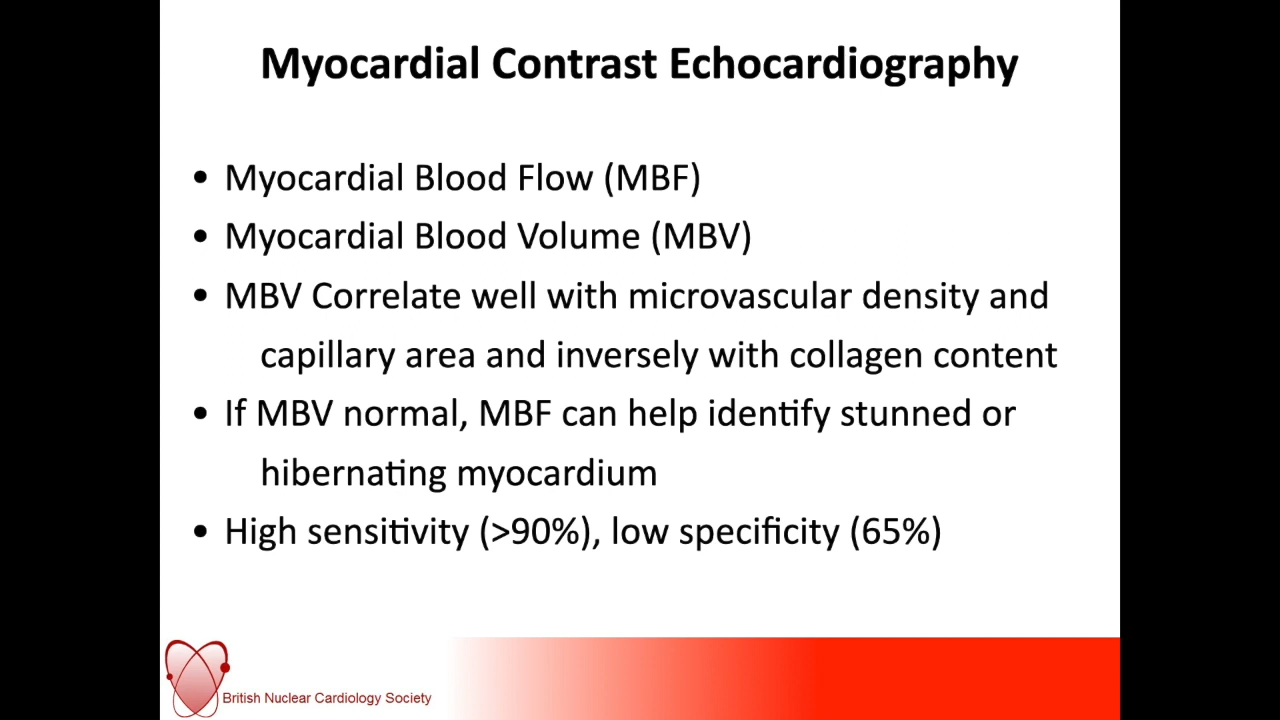 Myocardial Contrast Echocardiography
• Myocardial Blood Flow (MBF)
• Myocardial Blood Volume (MBV)
• MBV Correlate well with microvascular density and
capillary area and inversely with collagen content
• If MBV normal, MBF can help identify stunned or
hibernating myocardium
• High sensitivity (>90%), low specificity (65%)
British Nuclear Cardiology Society